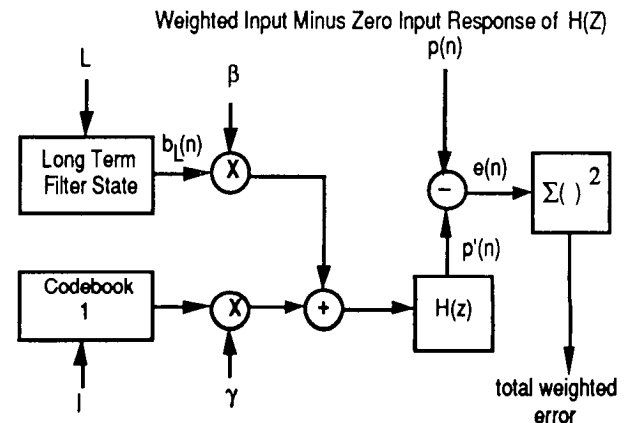 Weighted Input Minus Zero Input Response of H(Z)
p(n)
L
β
Long Term
Filter State
b_L(n)
X
−
e(n)
Σ( ) ²
p'(n)
Codebook
1
X
+
H(z)
I
γ
total weighted
error